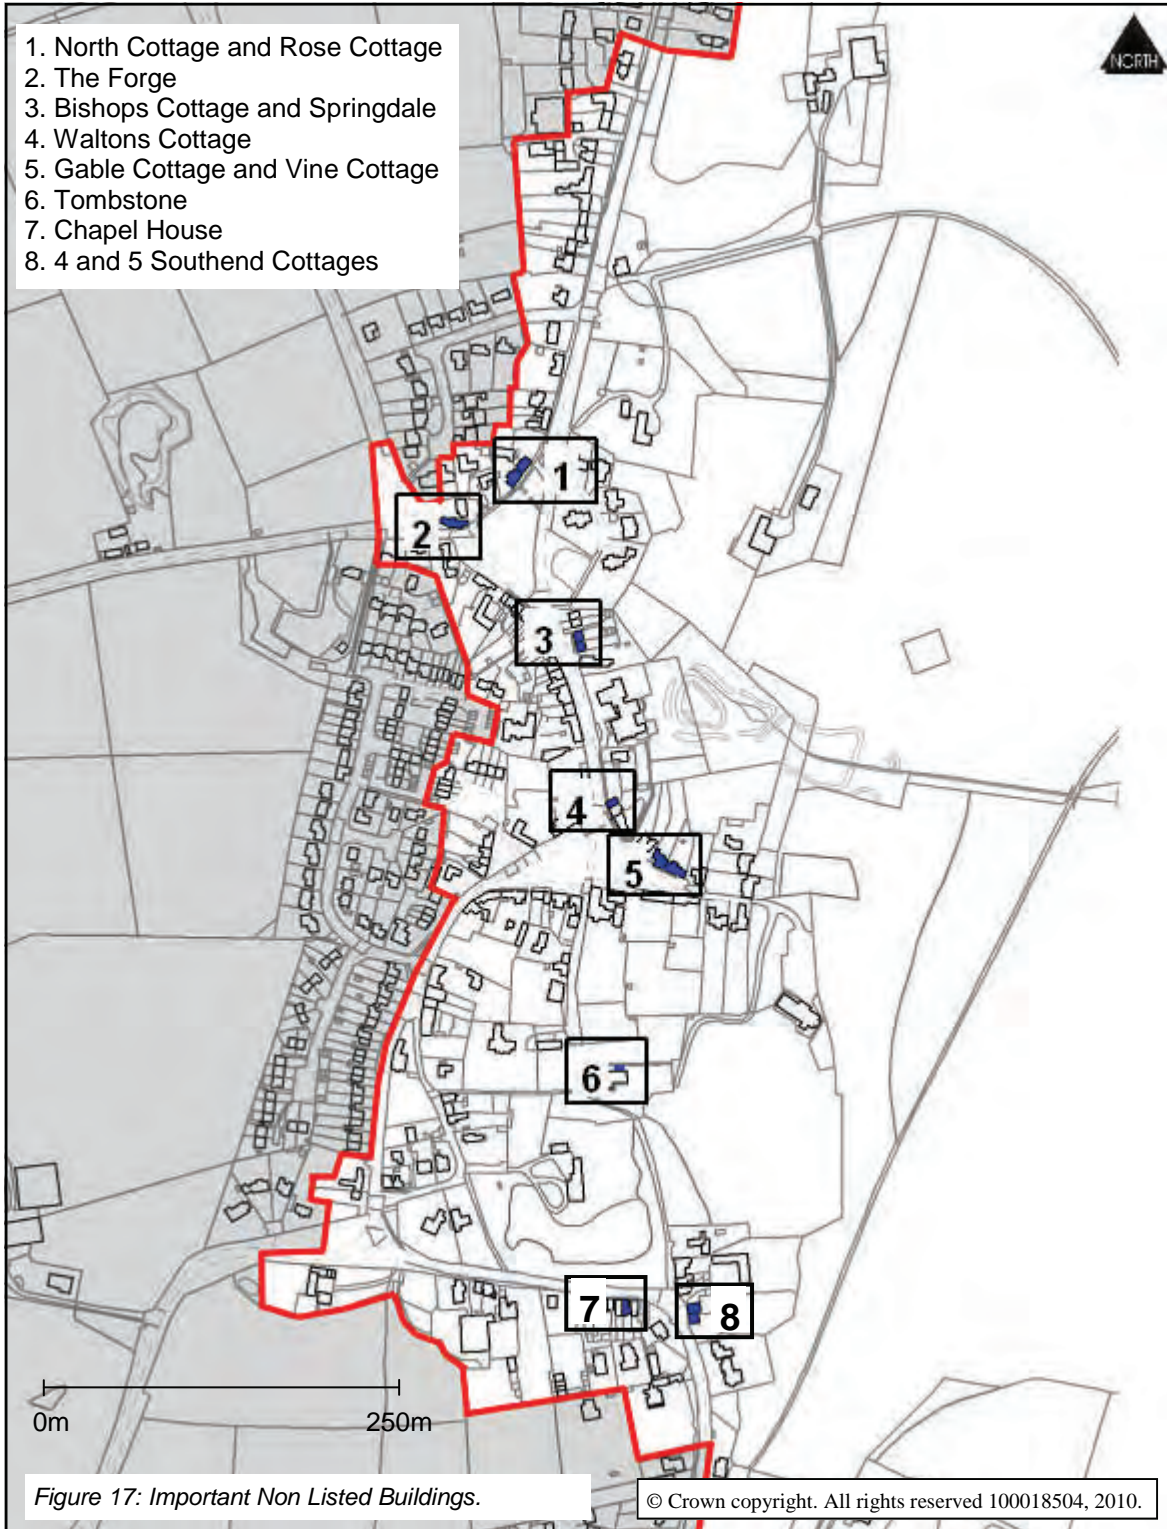 1. North Cottage and Rose Cottage
2. The Forge
3. Bishops Cottage and Springdale
4. Waltons Cottage
5. Gable Cottage and Vine Cottage
6. Tombstone
7. Chapel House
8. 4 and 5 Southend Cottages
NORTH
1
2
3
4
5
6
7
8
0m
250m
Figure 17: Important Non Listed Buildings.
© Crown copyright. All rights reserved 100018504, 2010.